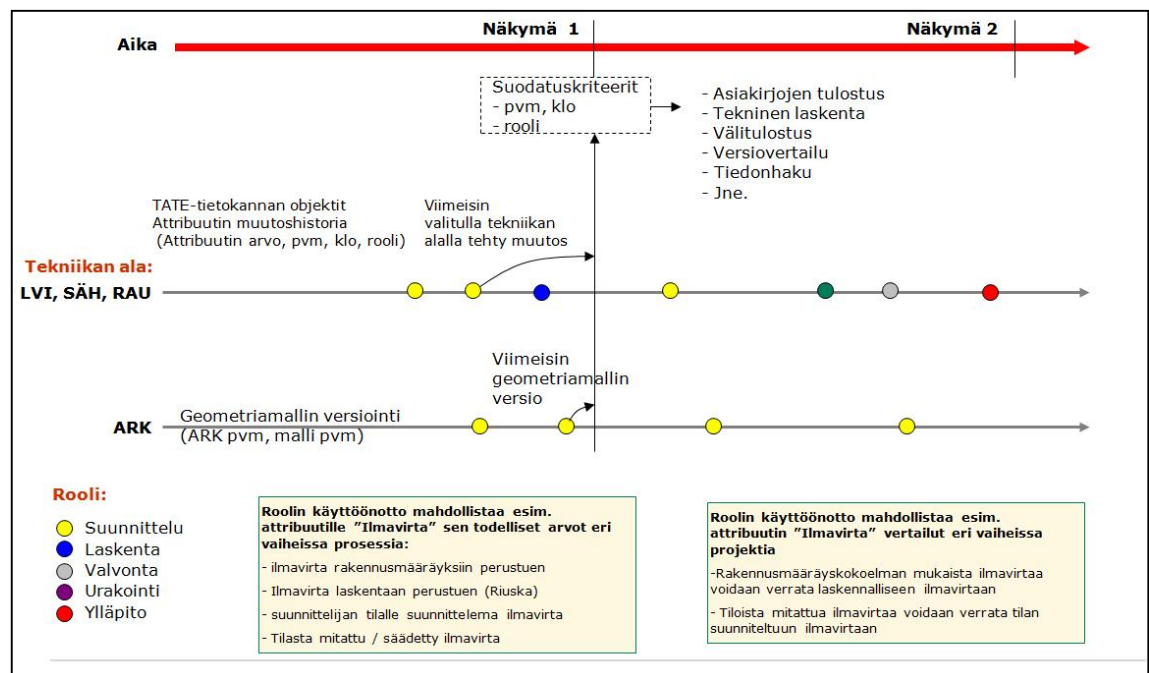 Näkymä 1
Näkymä 2
Aika
Suodatuskriteerit
- pvm, klo
- rooli
- Asiakirjojen tulostus
- Tekninen laskenta
- Välitulostus
- Versiovertailu
- Tiedonhaku
- Jne.
TATE-tietokannan objektit
Attribuutin muutoshistoria
(Attribuutin arvo, pvm, klo, rooli)
Viimeisin
valitulla tekniikan
alalla tehty muutos
Tekniikan ala:
LVI, SÄH, RAU
Viimeisin
geometriamallin
versio
Geometriamallin versiointi
(ARK pvm, malli pvm)
ARK
Rooli:
Suunnittelu
Laskenta
Valvonta
Urakointi
Ylläpito
Roolin käyttöönotto mahdollistaa esim.
attribuutille ”Ilmavirta” sen todelliset arvot eri
vaiheissa prosessia:
- ilmavirta rakennusmääräyksiin perustuen
- Ilmavirta laskentaan perustuen (Riuska)
- suunnittelijan tilalle suunnittelema ilmavirta
- Tilasta mitattu / säädetty ilmavirta
Roolin käyttöönotto mahdollistaa esim.
attribuutin ”Ilmavirta” vertailut eri vaiheissa
projektia
-Rakennusmääräyskokoelman mukaista ilmavirtaa
voidaan verrata laskennalliseen ilmavirtaan
- Tiloista mitattua ilmavirtaa voidaan verrata tilan
suunniteltuun ilmavirtaan